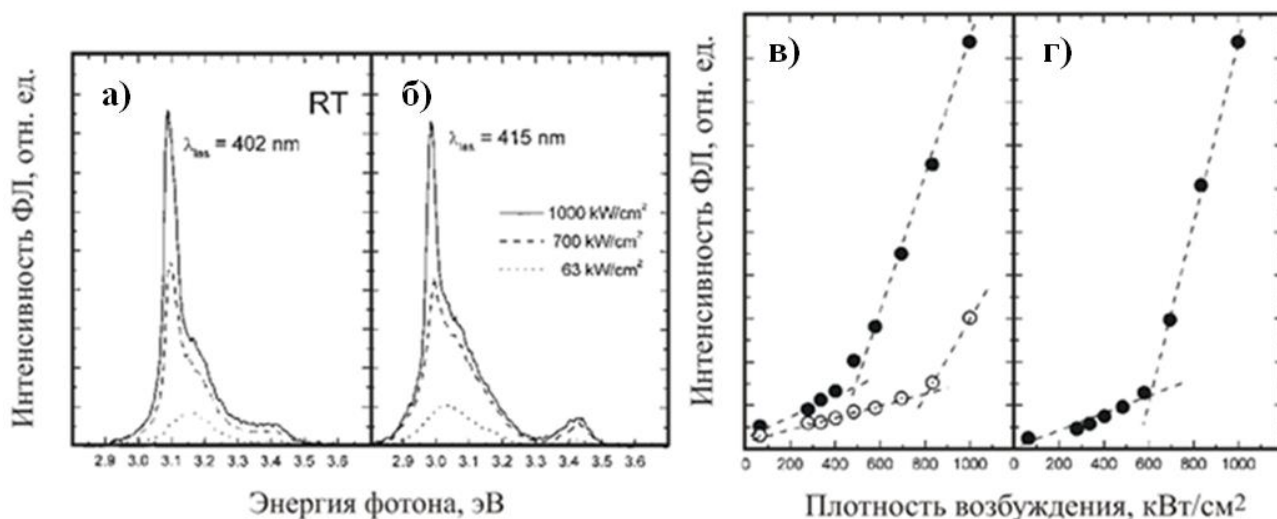 а)
RT
λlas = 402 nm
б)
λlas = 415 nm
1000 kW/cm²
700 kW/cm²
63 kW/cm²
Интенсивность ФЛ, отн. ед.
2.9 3.0 3.1 3.2 3.3 3.4 3.5 3.6
2.9 3.0 3.1 3.2 3.3 3.4 3.5 3.6
Энергия фотона, эВ
в)
г)
Интенсивность ФЛ, отн. ед.
0 200 400 600 800 1000
0 200 400 600 800 1000
Плотность возбуждения, кВт/см2